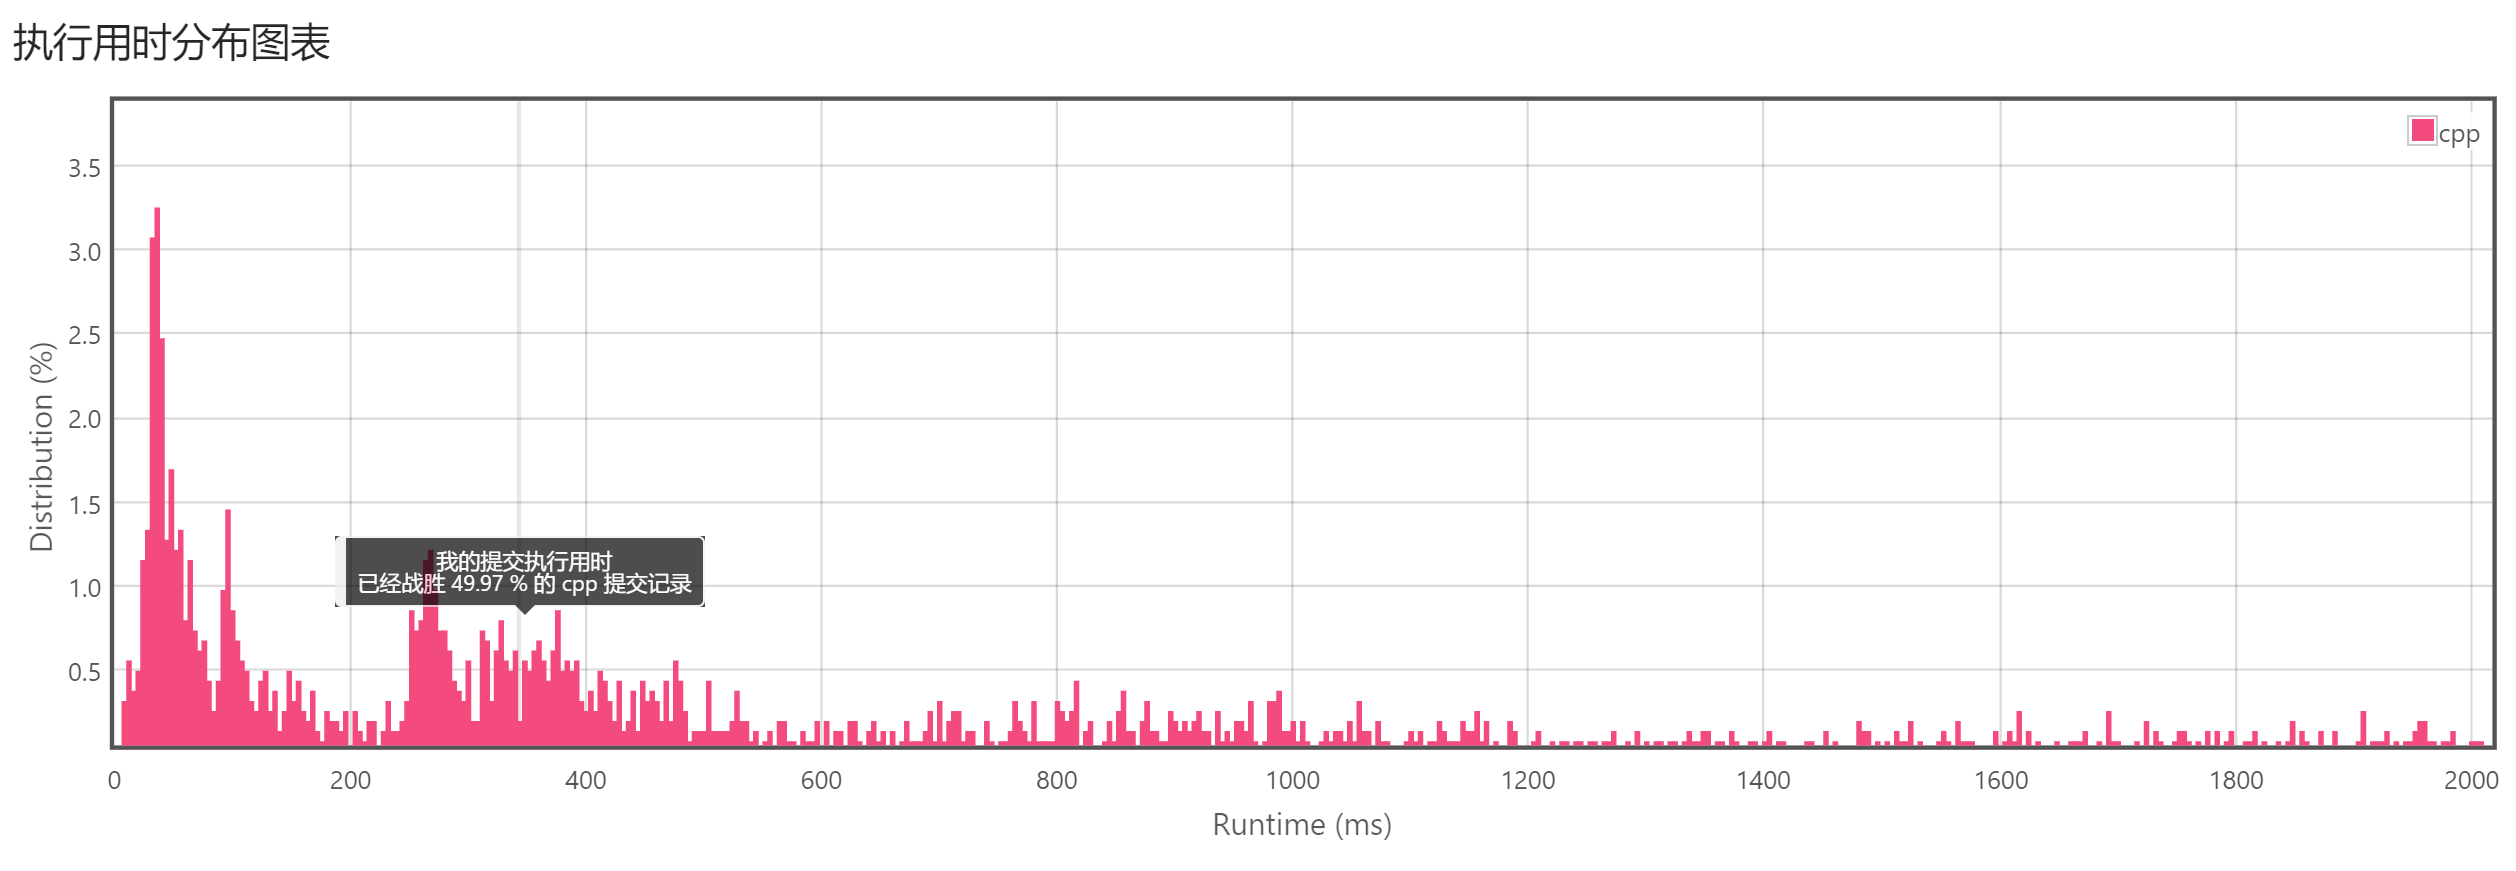 执行用时分布图表
cpp
3.5
3.0
2.5
2.0
1.5
1.0
0.5
Distribution (%)
我的提交执行用时
已经战胜 49.97 % 的 cpp 提交记录
0 200 400 600 800 1000 1200 1400 1600 1800 2000
Runtime (ms)